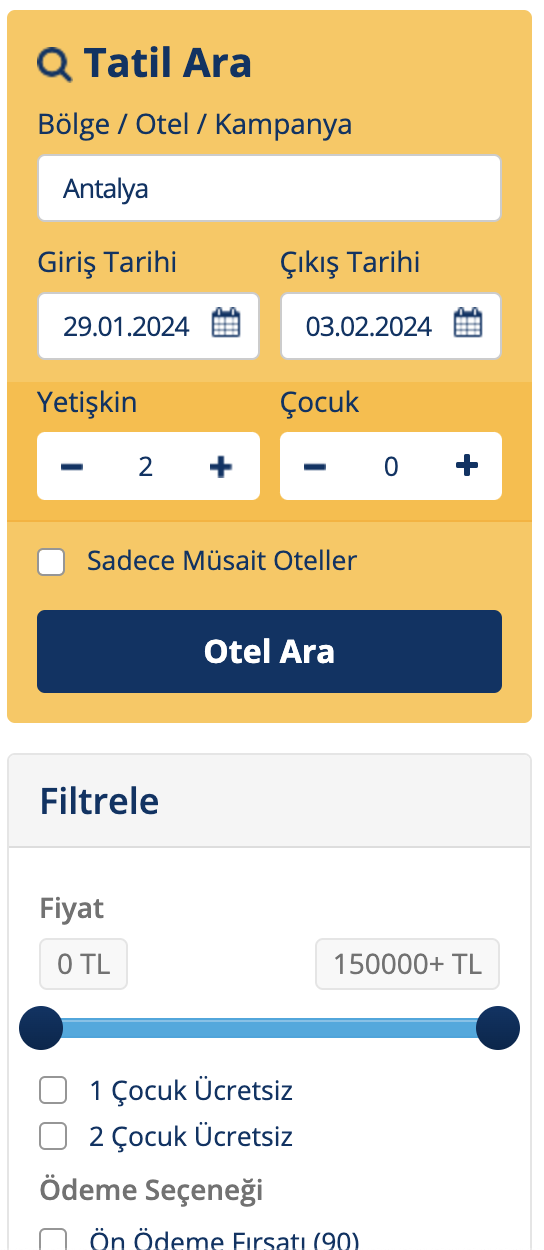 Tatil Ara
Bölge / Otel / Kampanya
Antalya
Giriş Tarihi Çıkış Tarihi
29.01.2024 03.02.2024
Yetişkin Çocuk
2 0
Sadece Müsait Oteller
Otel Ara
Filtrele
Fiyat
0 TL 150000+ TL
1 Çocuk Ücretsiz
2 Çocuk Ücretsiz
Ödeme Seçeneği
Ön Ödeme Fırsatı (90)